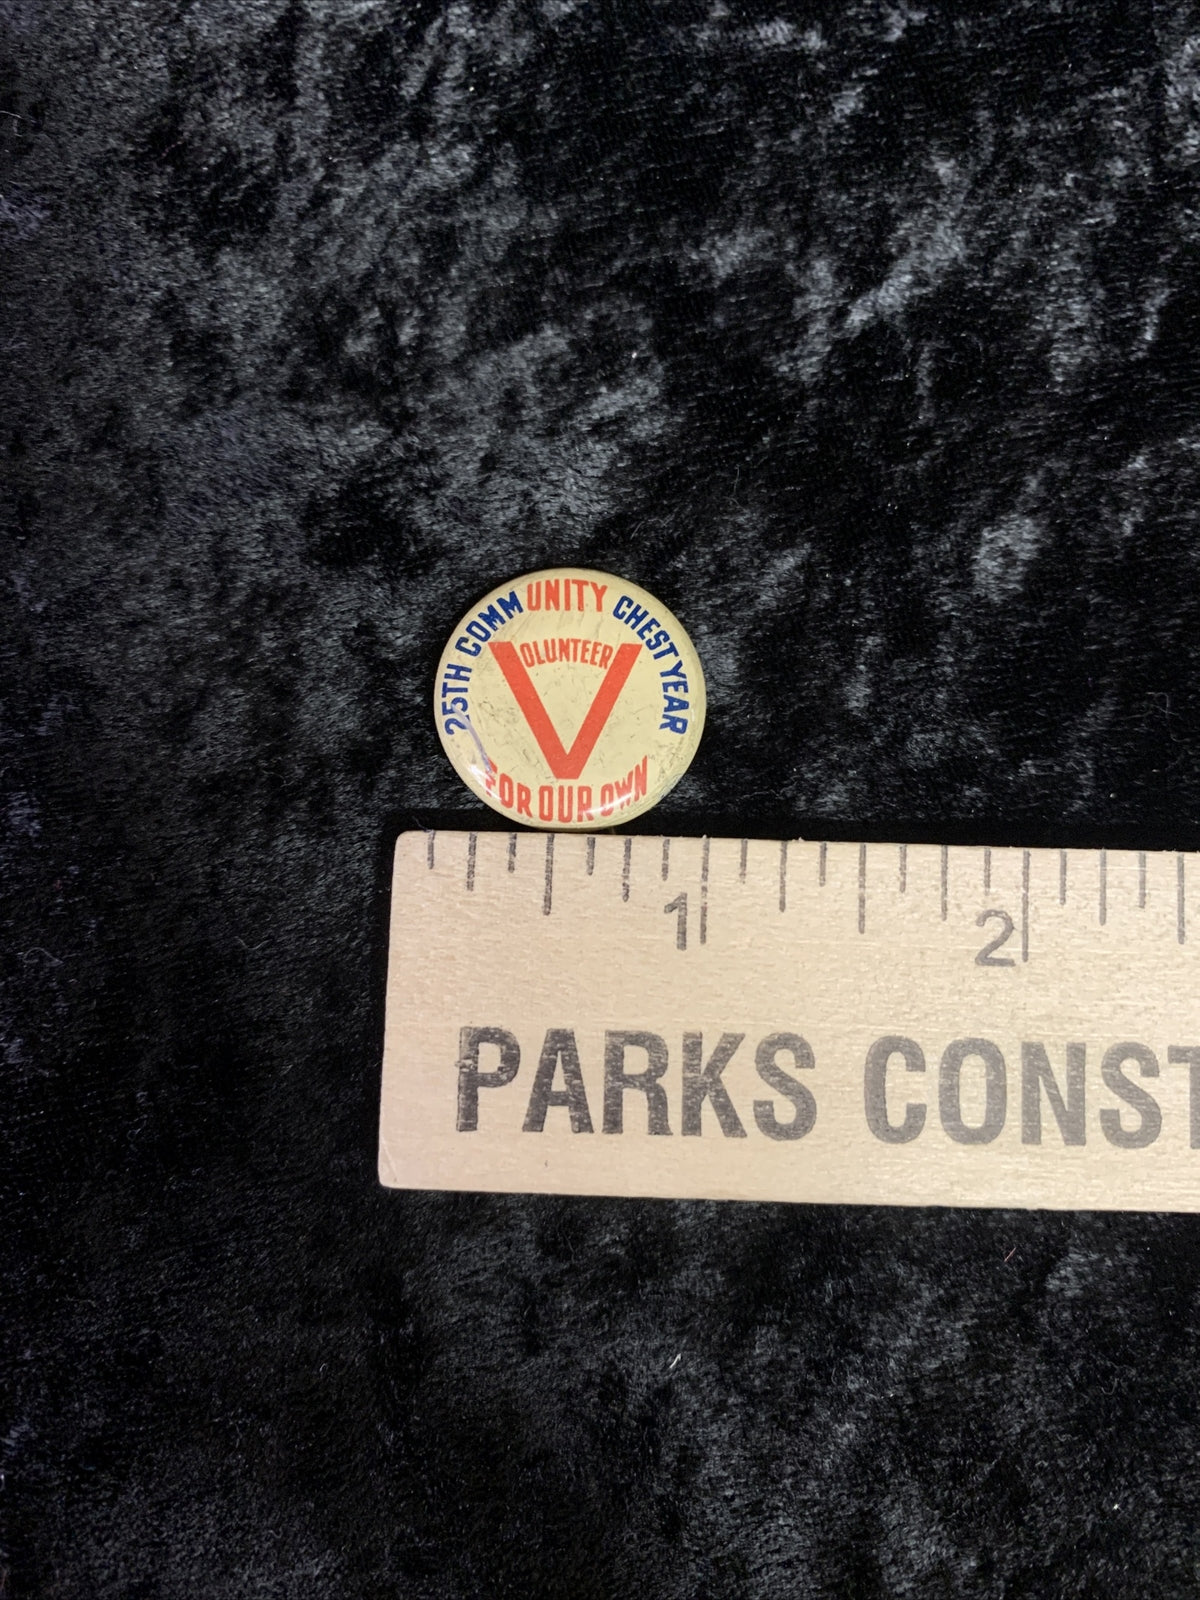 25TH COMMUNITY CHEST YEAR
VOLUNTEER
FOR OUR OWN
1 2
PARKS CONST